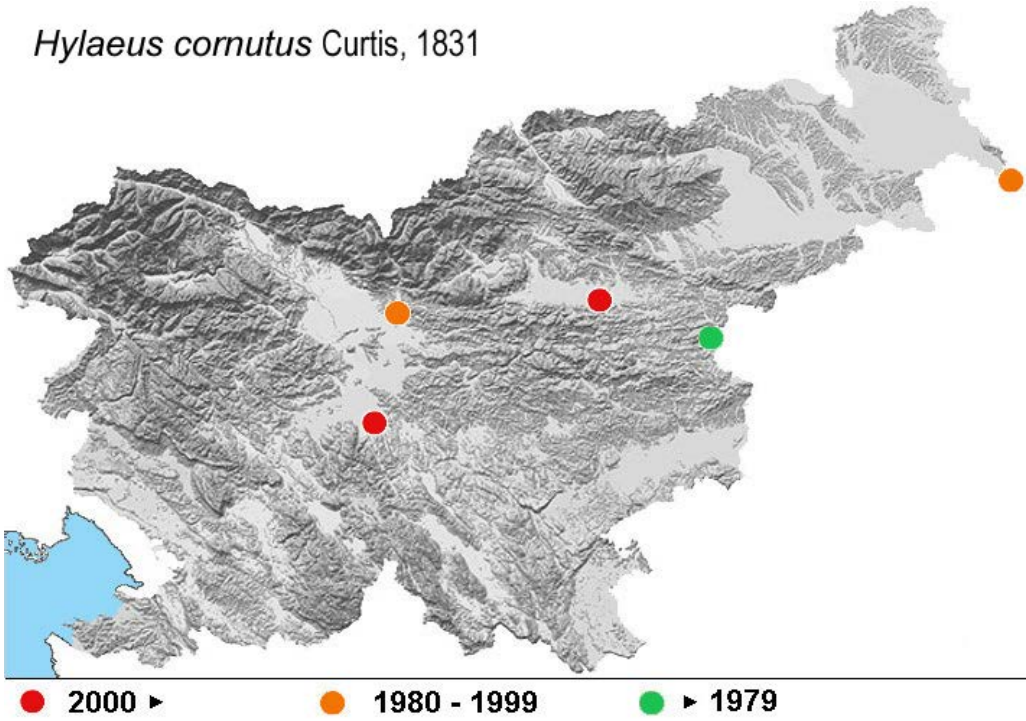 Hylaeus cornutus Curtis, 1831
2000 ►
1980 - 1999
► 1979